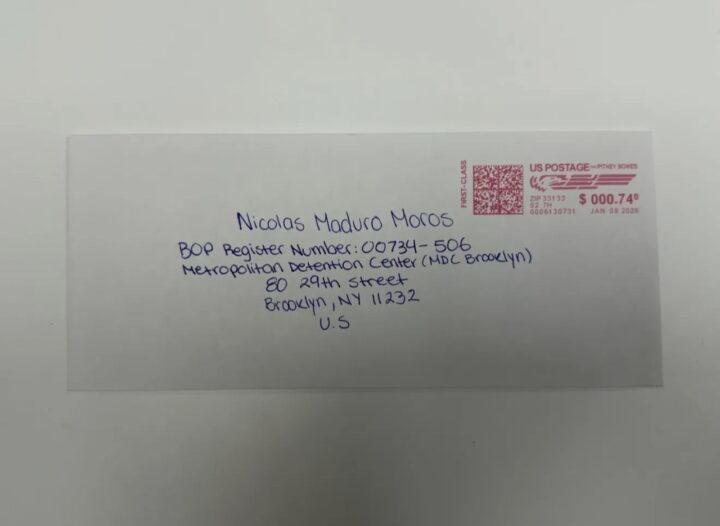 FIRST-CLASS
US POSTAGE PITNEY BOWES
ZIP 33133
02 7H
$ 000.74⁰
0006130731 JAN 08 2026
Nicolas Maduro Moros
BOP Register Number: 00734-506
Metropolitan Detention Center (MDC Brooklyn)
80 29th street
Brooklyn, NY 11232
U.S